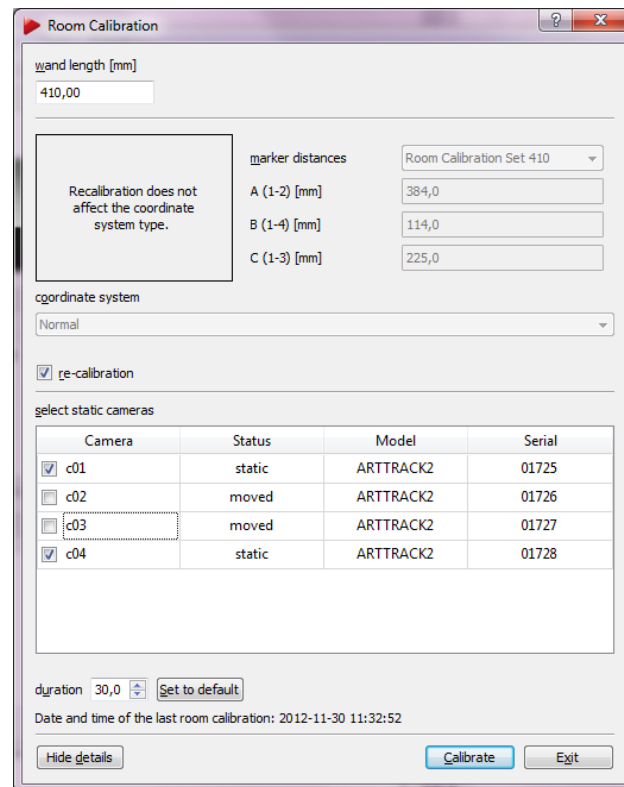 Room Calibration
wand length [mm]
410,00
Recalibration does not
affect the coordinate
system type.
marker distances
Room Calibration Set 410
A (1-2) [mm]
384,0
B (1-4) [mm]
114,0
C (1-3) [mm]
225,0
coordinate system
Normal
re-calibration
select static cameras
Camera Status Model Serial
c01 static ARTTRACK2 01725
c02 moved ARTTRACK2 01726
c03 moved ARTTRACK2 01727
c04 static ARTTRACK2 01728
duration 30,0 Set to default
Date and time of the last room calibration: 2012-11-30 11:32:52
Hide details Calibrate Exit